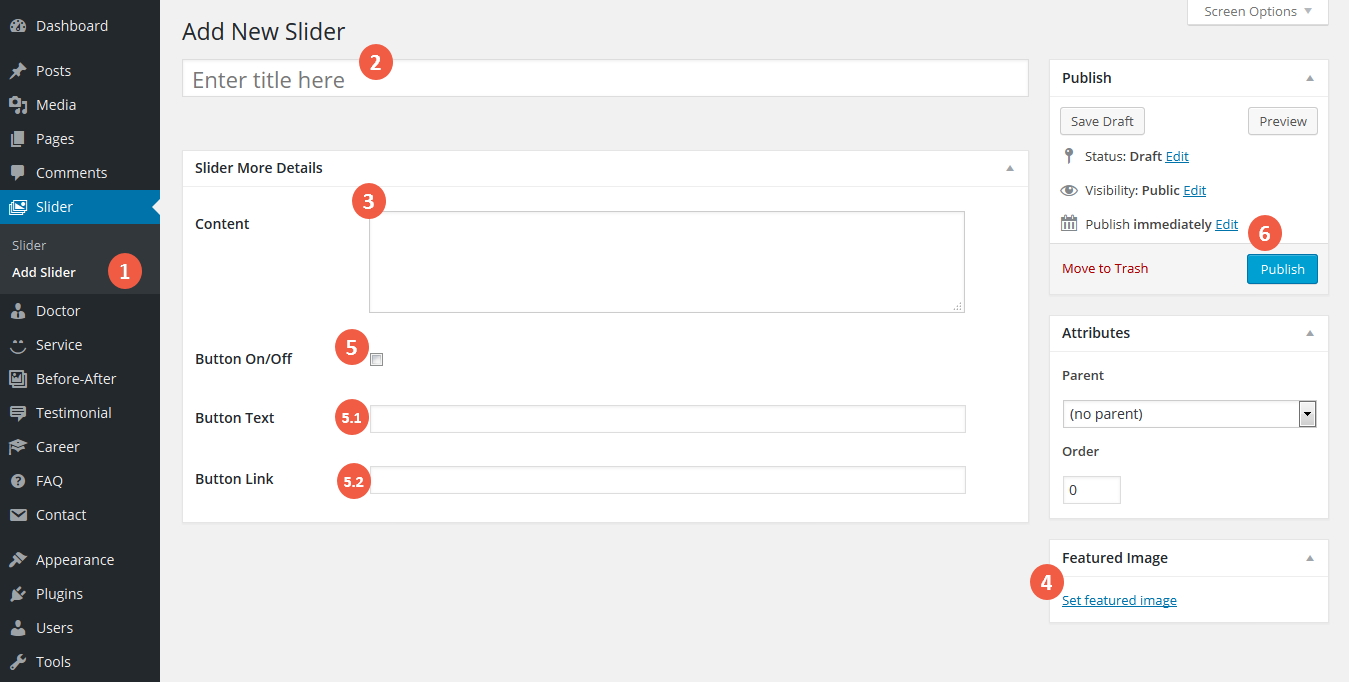 Dashboard
Posts
Media
Pages
Comments
Slider
Slider
Add Slider
1
Doctor
Service
Before-After
Testimonial
Career
FAQ
Contact
Appearance
Plugins
Users
Tools
Screen Options
Add New Slider
2
Enter title here
Slider More Details
3
Content
Button On/Off
5
Button Text
5.1
Button Link
5.2
Publish
Save Draft
Preview
Status: Draft Edit
Visibility: Public Edit
Publish immediately Edit
6
Move to Trash
Publish
Attributes
Parent
(no parent)
Order
0
Featured Image
4
Set featured image